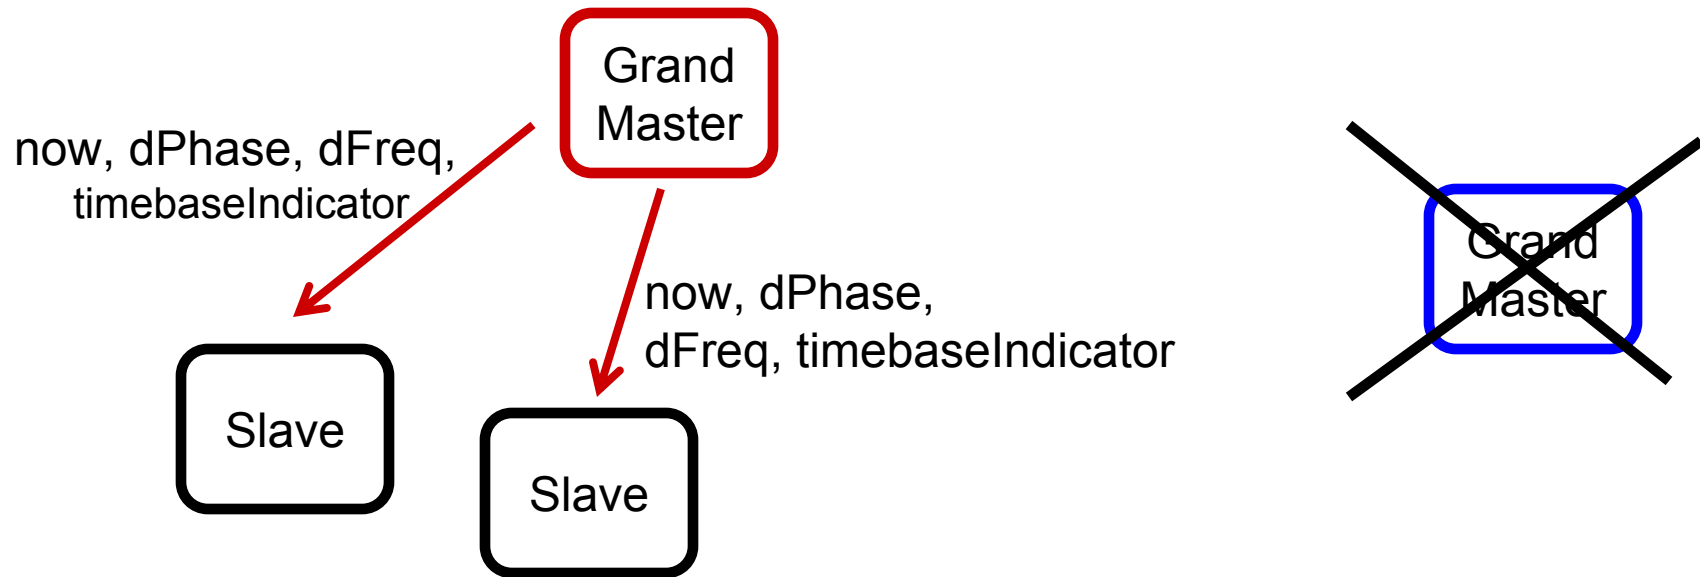 Grand
Master
now, dPhase, dFreq,
timebaseIndicator
now, dPhase,
dFreq, timebaseIndicator
Slave
Slave
Grand
Master